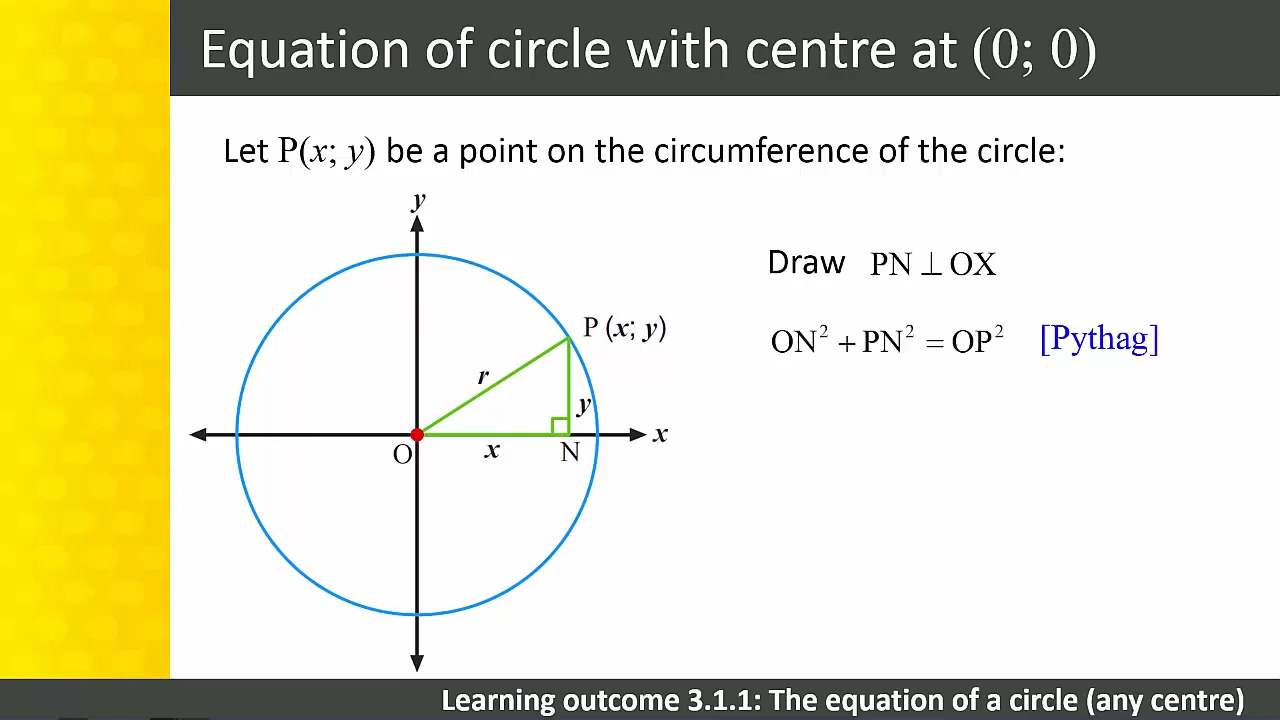 Equation of circle with centre at (0; 0)
Let P(x; y) be a point on the circumference of the circle:
y
Draw PN ⊥ OX
P (x; y)
ON² + PN² = OP² [Pythag]
r
y
x
O
x
N
Learning outcome 3.1.1: The equation of a circle (any centre)